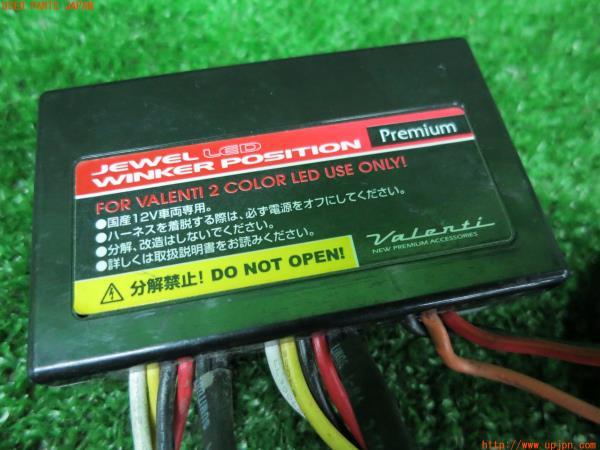 USED PARTS JAPAN
JEWEL LED
WINKER POSITION Premium
FOR VALENTI 2 COLOR LED USE ONLY!
●国産12V車両専用。
●ハーネスを着脱する際は、必ず電源をオフにしてください。
●分解、改造はしないでください。
●詳しくは取扱説明書をお読みください。
Valenti
NEW PREMIUM ACCESSORIES
分解禁止! DO NOT OPEN!
http://www.upjpn.com/